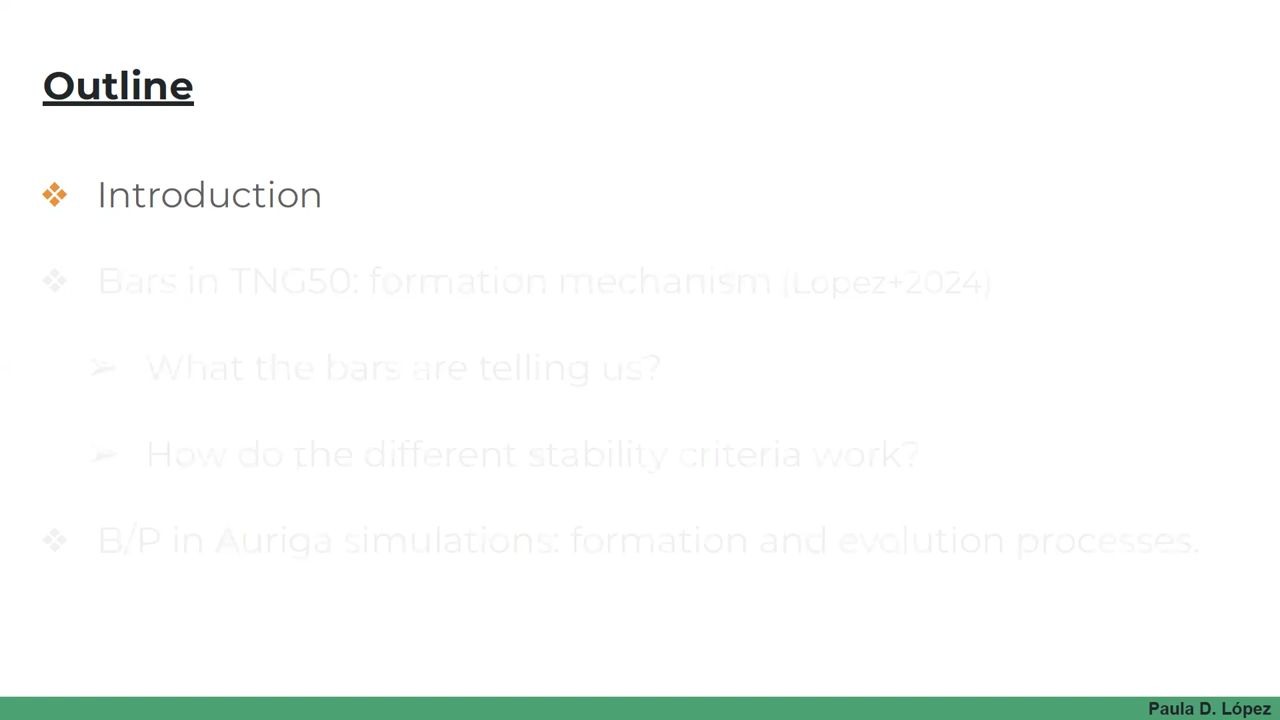 Outline
❖ Introduction
❖ Bars in TNG50: formation mechanism (Lopez+2024)
➢ What the bars are telling us?
➢ How do the different stability criteria work?
❖ B/P in Auriga simulations: formation and evolution processes.
Paula D. López